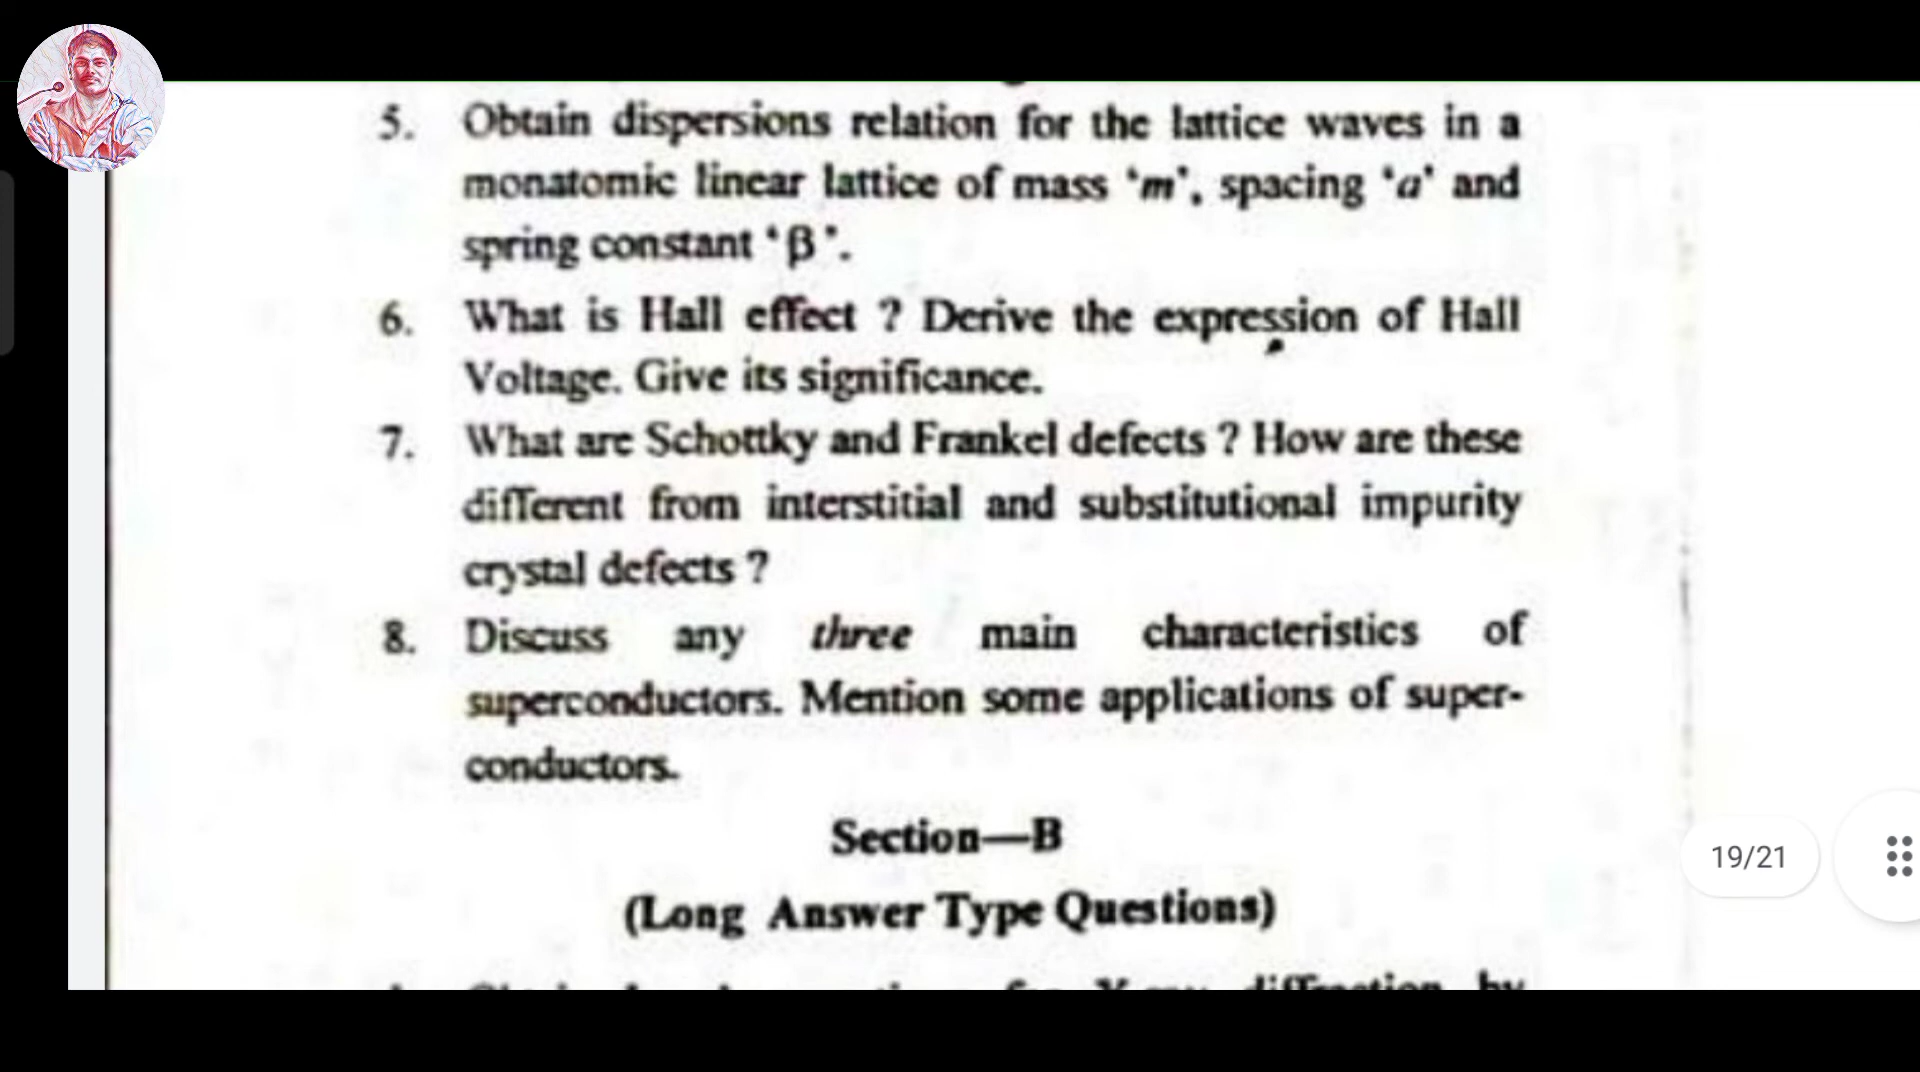 5. Obtain dispersions relation for the lattice waves in a
monatomic linear lattice of mass 'm', spacing 'a' and
spring constant 'β'.
6. What is Hall effect ? Derive the expression of Hall
Voltage. Give its significance.
7. What are Schottky and Frankel defects ? How are these
different from interstitial and substitutional impurity
crystal defects ?
8. Discuss any three main characteristics of
superconductors. Mention some applications of super-
conductors.
Section—B
(Long Answer Type Questions)
19/21